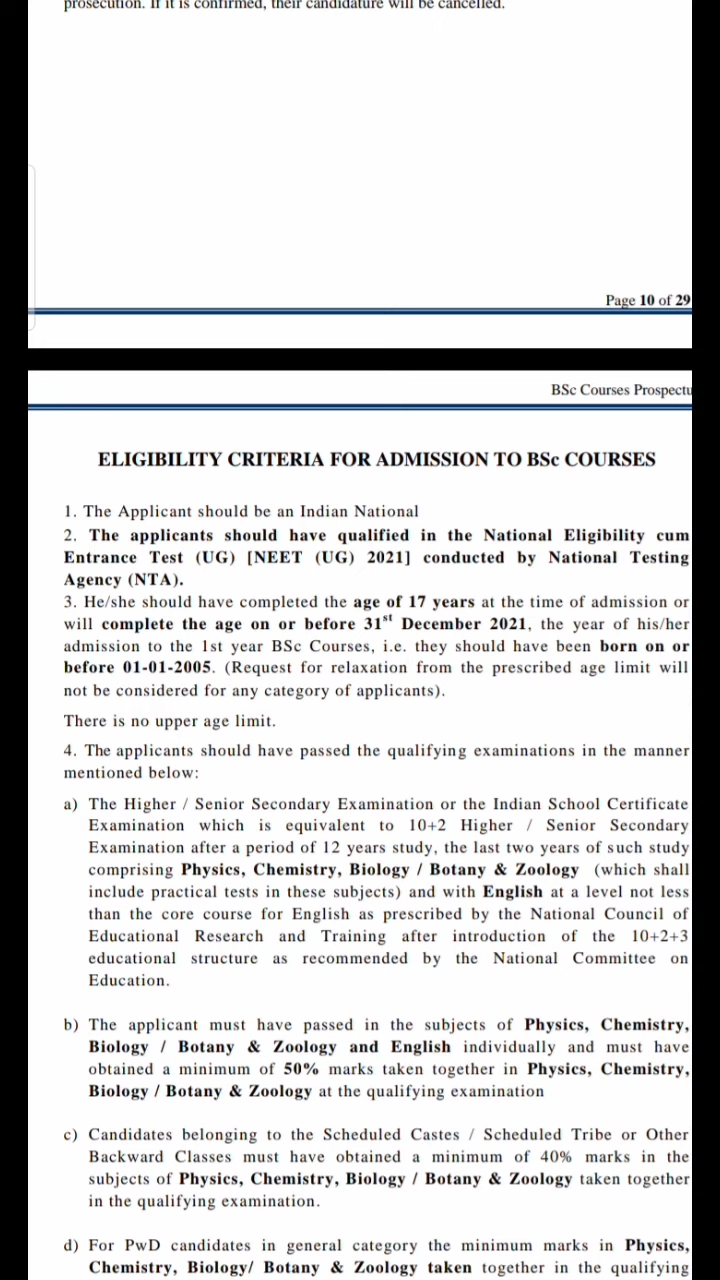 prosecution. If it is confirmed, their candidature will be cancelled.
Page 10 of 29
BSc Courses Prospectu
ELIGIBILITY CRITERIA FOR ADMISSION TO BSc COURSES
1. The Applicant should be an Indian National
2. The applicants should have qualified in the National Eligibility cum
Entrance Test (UG) [NEET (UG) 2021] conducted by National Testing
Agency (NTA).
3. He/she should have completed the age of 17 years at the time of admission or
will complete the age on or before 31st December 2021, the year of his/her
admission to the 1st year BSc Courses, i.e. they should have been born on or
before 01-01-2005. (Request for relaxation from the prescribed age limit will
not be considered for any category of applicants).
There is no upper age limit.
4. The applicants should have passed the qualifying examinations in the manner
mentioned below:
a) The Higher / Senior Secondary Examination or the Indian School Certificate
Examination which is equivalent to 10+2 Higher / Senior Secondary
Examination after a period of 12 years study, the last two years of such study
comprising Physics, Chemistry, Biology / Botany & Zoology (which shall
include practical tests in these subjects) and with English at a level not less
than the core course for English as prescribed by the National Council of
Educational Research and Training after introduction of the 10+2+3
educational structure as recommended by the National Committee on
Education.
b) The applicant must have passed in the subjects of Physics, Chemistry,
Biology / Botany & Zoology and English individually and must have
obtained a minimum of 50% marks taken together in Physics, Chemistry,
Biology / Botany & Zoology at the qualifying examination
c) Candidates belonging to the Scheduled Castes / Scheduled Tribe or Other
Backward Classes must have obtained a minimum of 40% marks in the
subjects of Physics, Chemistry, Biology / Botany & Zoology taken together
in the qualifying examination.
d) For PwD candidates in general category the minimum marks in Physics,
Chemistry, Biology/ Botany & Zoology taken together in the qualifying